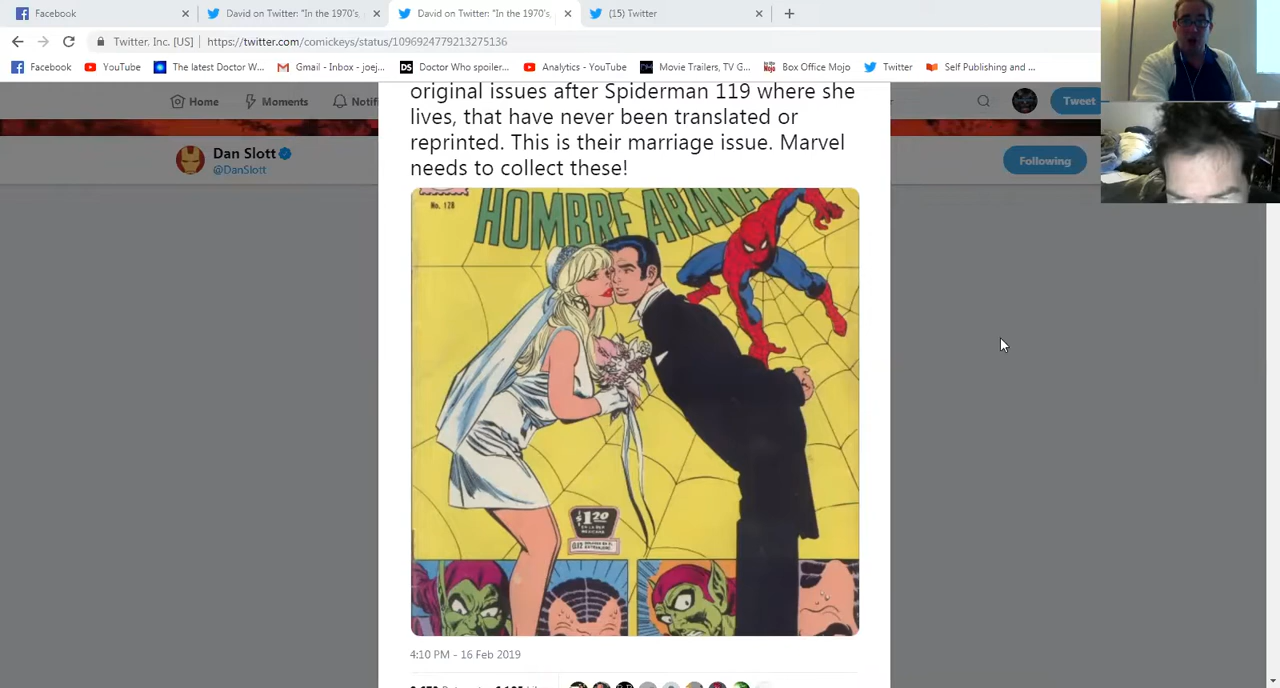 Facebook
David on Twitter: "In the 1970's,
David on Twitter: "In the 1970's,
(15) Twitter
Twitter, Inc. [US] | https://twitter.com/comickeys/status/1096924779213275136
Facebook
YouTube
The latest Doctor W...
Gmail - Inbox - joej...
DS
Doctor Who spoiler...
Analytics - YouTube
Movie Trailers, TV G...
Box Office Mojo
Twitter
Self Publishing and ...
Home
Moments
Notifi
Tweet
Dan Slott
@DanSlott
Following
original issues after Spiderman 119 where she
lives, that have never been translated or
reprinted. This is their marriage issue. Marvel
needs to collect these!
No. 128
HOMBRE ARAÑA
$1.20
4:10 PM - 16 Feb 2019